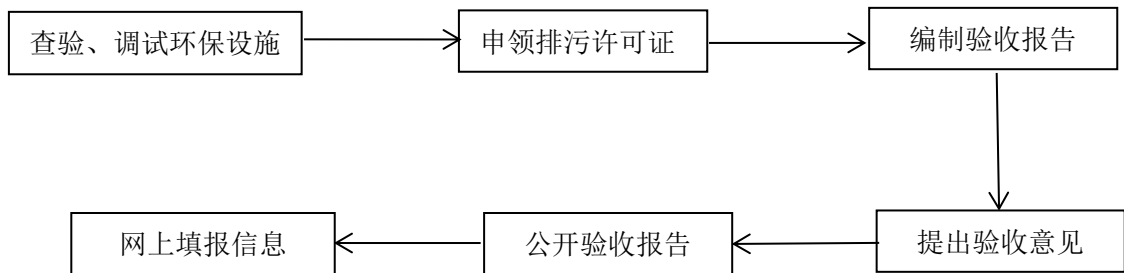 查验、调试环保设施
申领排污许可证
编制验收报告
提出验收意见
公开验收报告
网上填报信息